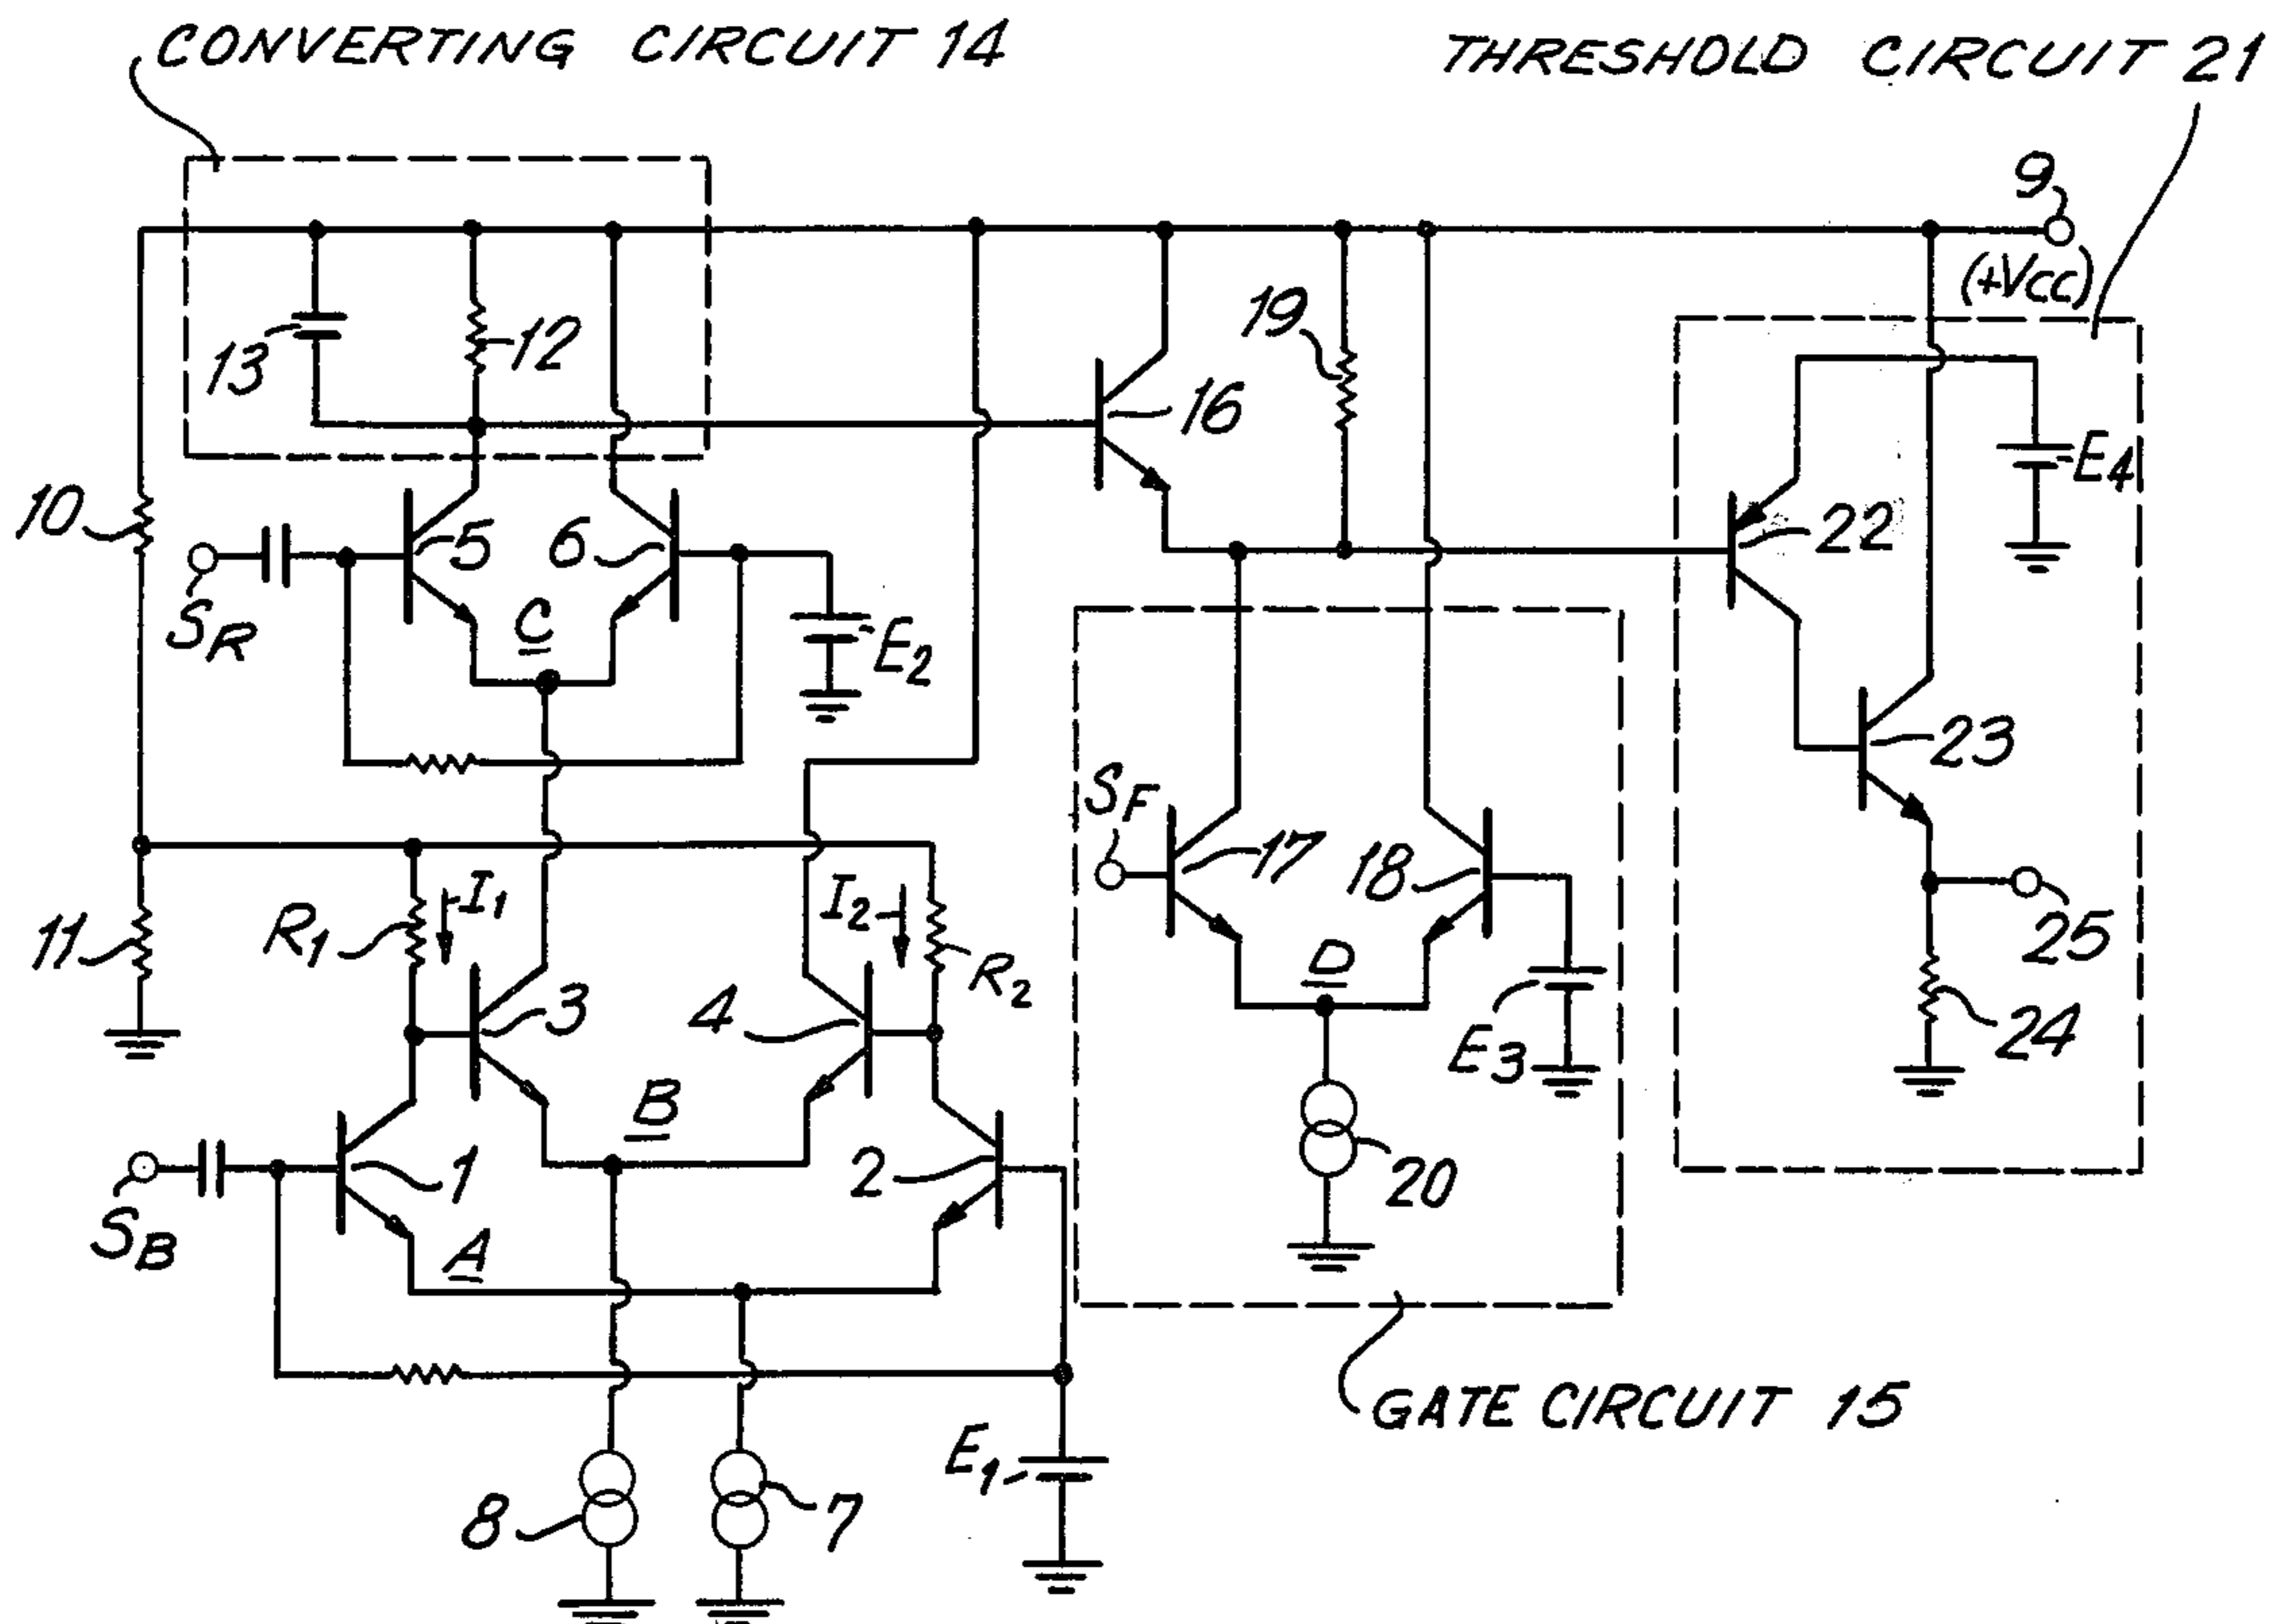 CONVERTING CIRCUIT 14
THRESHOLD CIRCUIT 21
9
(+Vcc)
13
12
19
16
E4
10
5
6
22
SR
C
E2
23
SF
17
18
25
11
R1
I1
I2
R2
3
4
D
E3
24
B
1
2
20
SB
A
GATE CIRCUIT 15
E1
8
7